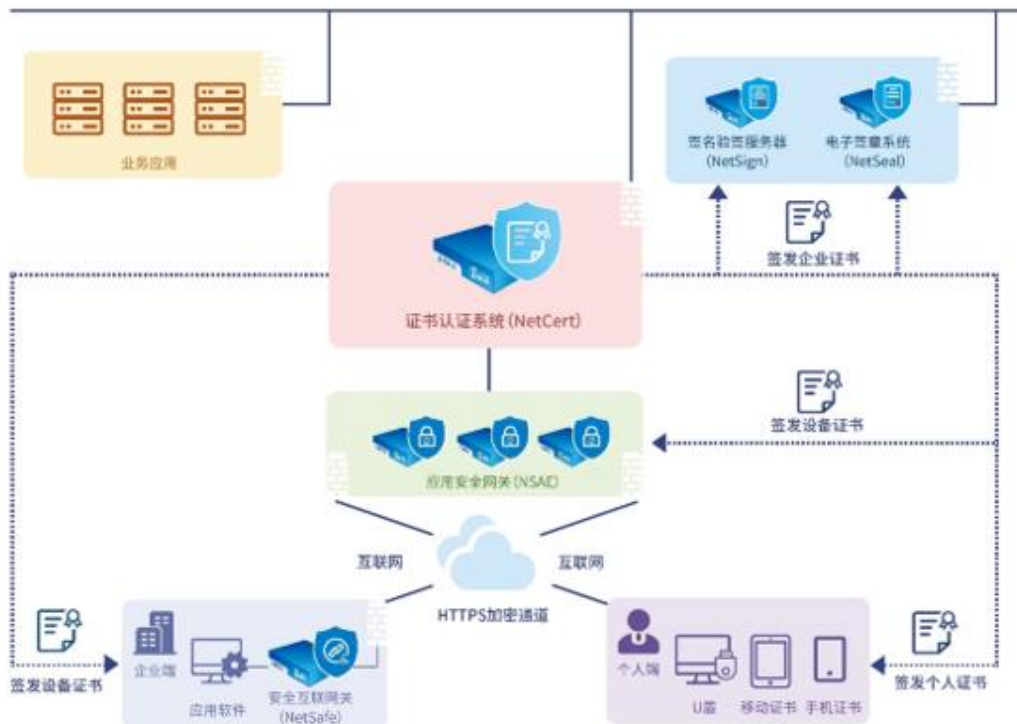 业务应用
签名验签服务器
(NetSign)
电子签章系统
(NetSeal)
签发企业证书
证书认证系统(NetCert)
签发设备证书
应用安全网关(NSAE)
互联网
互联网
HTTPS加密通道
企业端
应用软件
安全互联网关
(NetSafe)
签发设备证书
个人端
U盾
移动证书
手机证书
签发个人证书